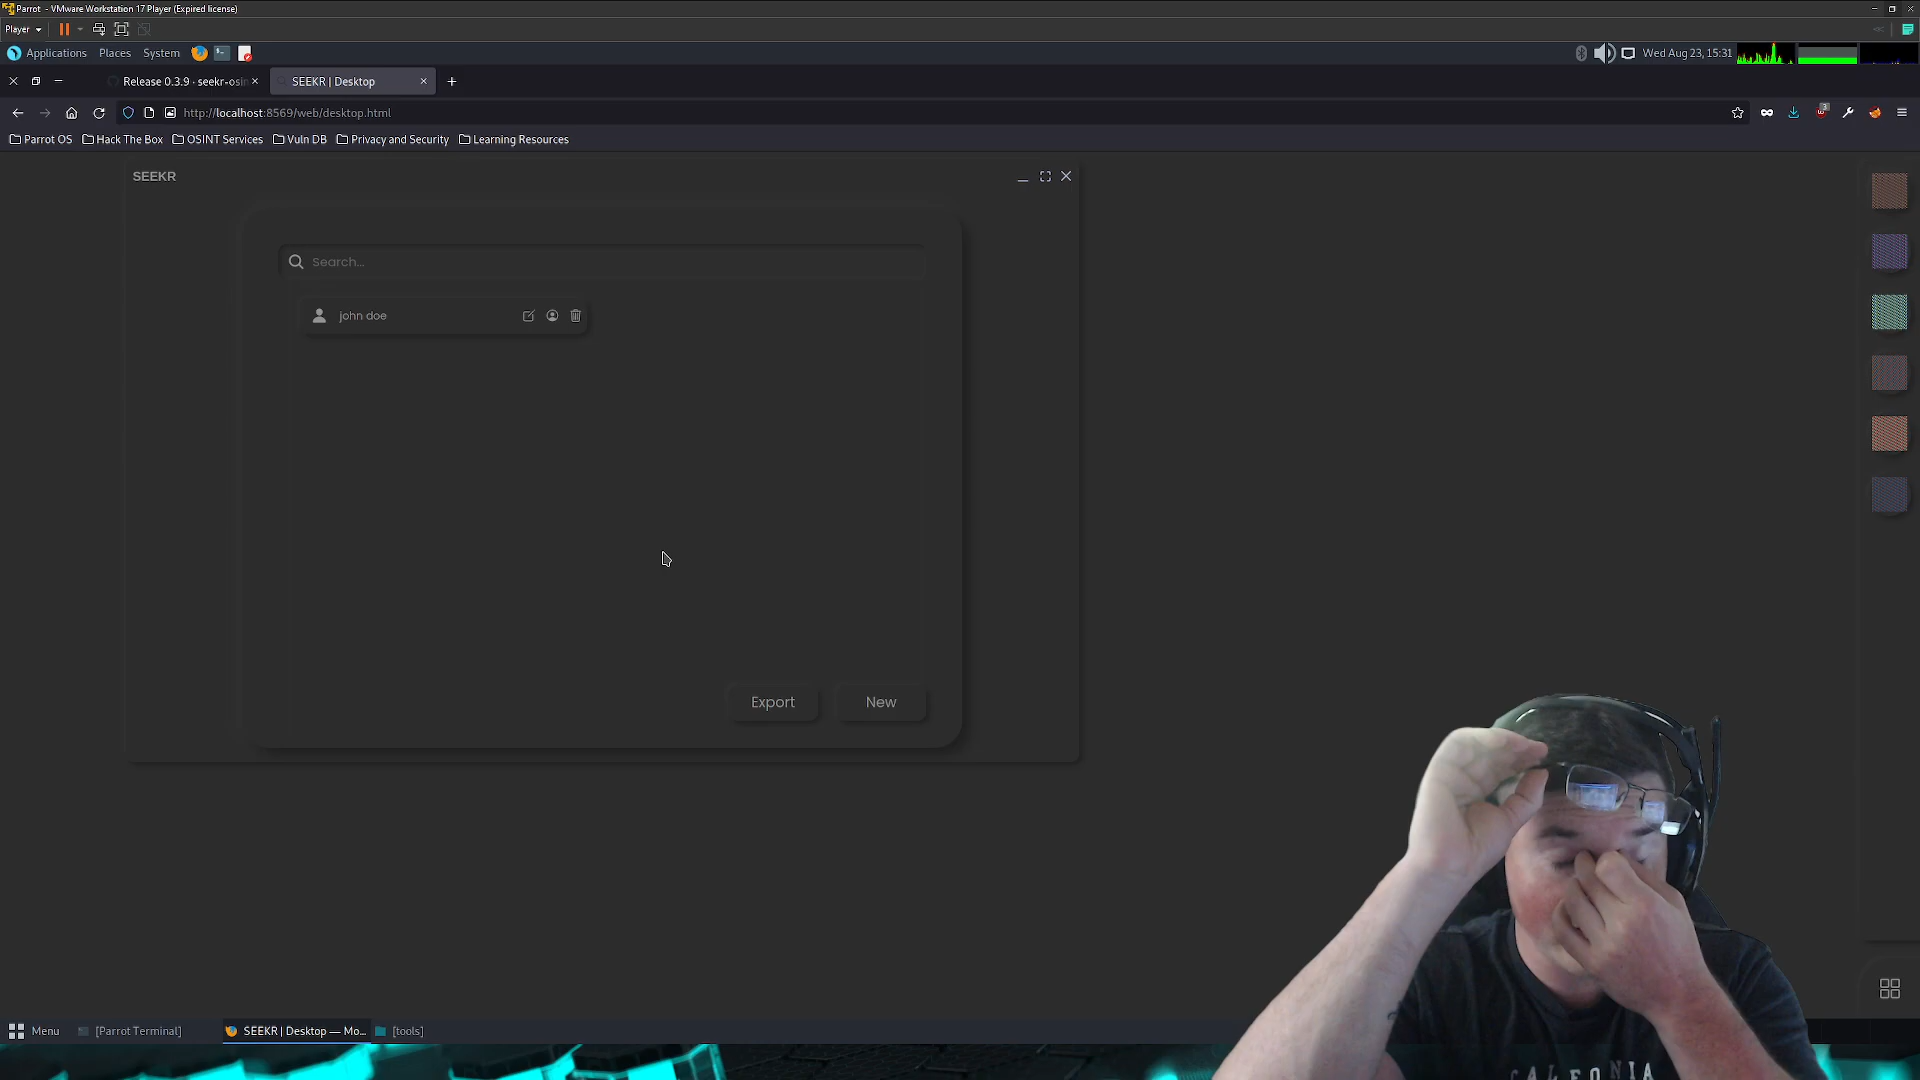 Parrot - VMware Workstation 17 Player (Expired license)
Player
Applications Places System
Wed Aug 23, 15:31
Release 0.3.9 · seekr-osin
SEEKR | Desktop
http://localhost:8569/web/desktop.html
3
Parrot OS Hack The Box OSINT Services Vuln DB Privacy and Security Learning Resources
SEEKR
Search...
john doe
Export New
Menu [Parrot Terminal] SEEKR | Desktop — Mo... [tools]